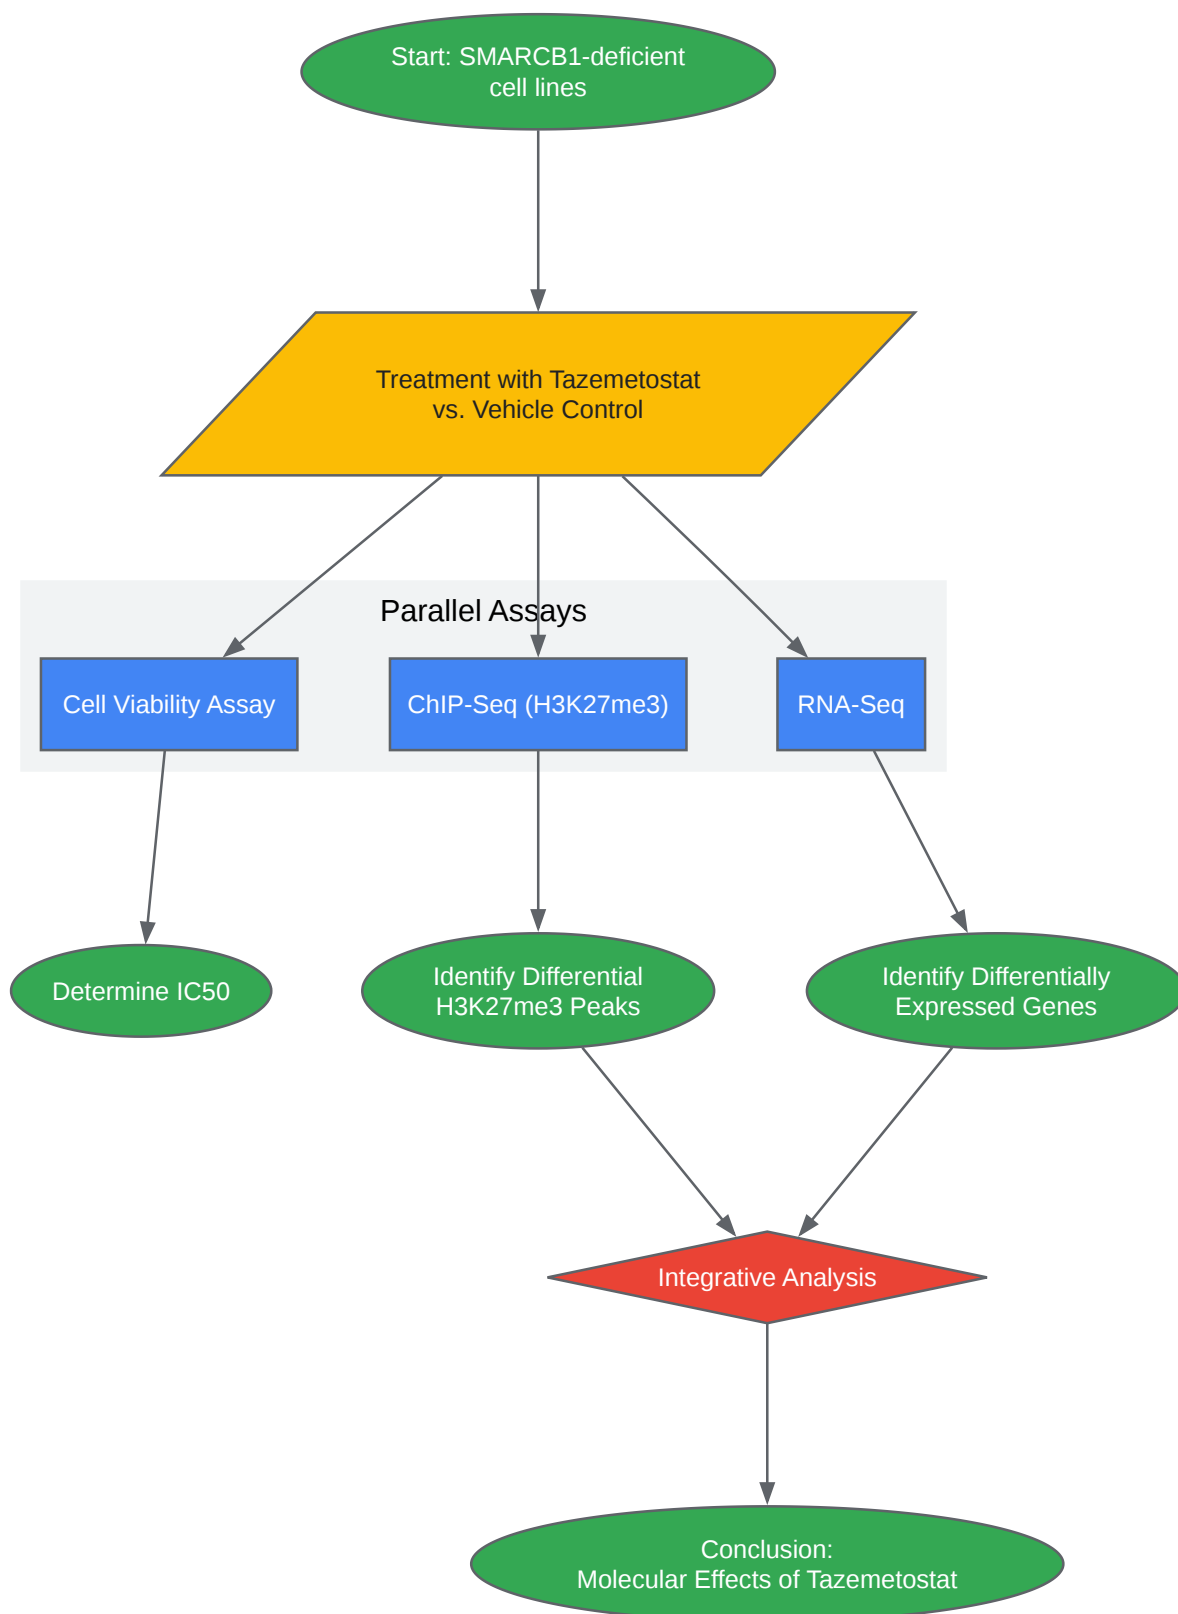 Start: SMARCB1-deficient
cell lines
Treatment with Tazemetostat
vs. Vehicle Control
Parallel Assays
Cell Viability Assay
ChIP-Seq (H3K27me3)
RNA-Seq
Determine IC50
Identify Differential
H3K27me3 Peaks
Identify Differentially
Expressed Genes
Integrative Analysis
Conclusion:
Molecular Effects of Tazemetostat